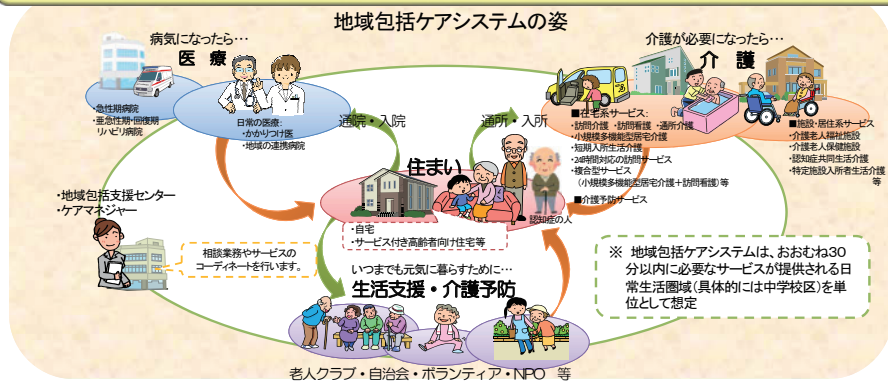 地域包括ケアシステムの姿
病気になったら…
医 療
介護が必要になったら…
介 護
・急性期病院
・亜急性期・回復期
リハビリ病院
日常の医療:
・かかりつけ医
・地域の連携病院
通院・入院
通所・入所
■在宅系サービス:
・訪問介護 ・訪問看護 ・通所介護
・小規模多機能型居宅介護
・短期入所生活介護
・24時間対応の訪問サービス
・複合型サービス
(小規模多機能型居宅介護+訪問看護)等
■介護予防サービス
■施設・居住系サービス
・介護老人福祉施設
・介護老人保健施設
・認知症共同生活介護
・特定施設入所者生活介護
等
住まい
認知症の人
・自宅
・サービス付き高齢者向け住宅等
・地域包括支援センター
・ケアマネジャー
相談業務やサービスの
コーディネートを行います。
いつまでも元気に暮らすために…
生活支援・介護予防
老人クラブ・自治会・ボランティア・NPO 等
※ 地域包括ケアシステムは、おおむね30
分以内に必要なサービスが提供される日
常生活圏域(具体的には中学校区)を単
位として想定